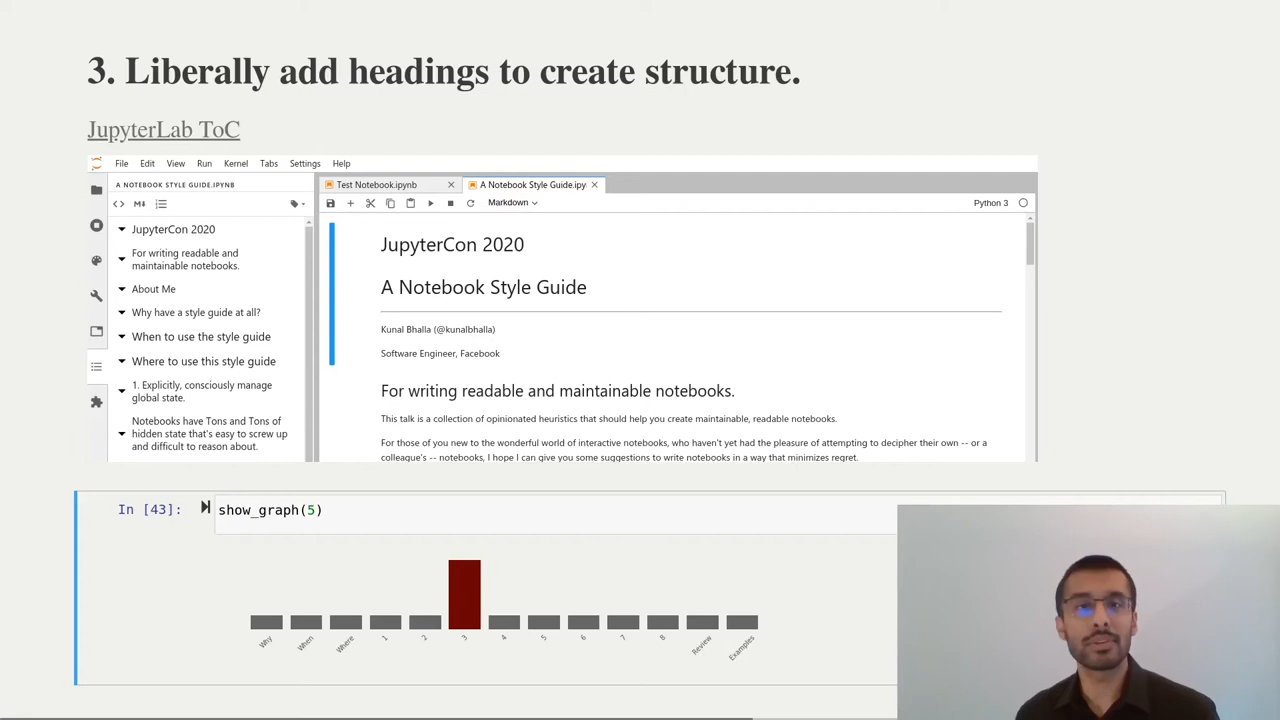 3. Liberally add headings to create structure.
JupyterLab ToC
File Edit View Run Kernel Tabs Settings Help
A NOTEBOOK STYLE GUIDE.IPYNB
Test Notebook.ipynb
A Notebook Style Guide.ipy
Markdown
Python 3
JupyterCon 2020
For writing readable and
maintainable notebooks.
About Me
Why have a style guide at all?
When to use the style guide
Where to use this style guide
1. Explicitly, consciously manage
global state.
Notebooks have Tons and Tons of
hidden state that's easy to screw up
and difficult to reason about.
JupyterCon 2020
A Notebook Style Guide
Kunal Bhalla (@kunalbhalla)
Software Engineer, Facebook
For writing readable and maintainable notebooks.
This talk is a collection of opinionated heuristics that should help you create maintainable, readable notebooks.
For those of you new to the wonderful world of interactive notebooks, who haven't yet had the pleasure of attempting to decipher their own -- or a
colleague's -- notebooks, I hope I can give you some suggestions to write notebooks in a way that minimizes regret.
In [43]: show_graph(5)
Why When Where 1 2 3 4 5 6 7 8 Review Examples